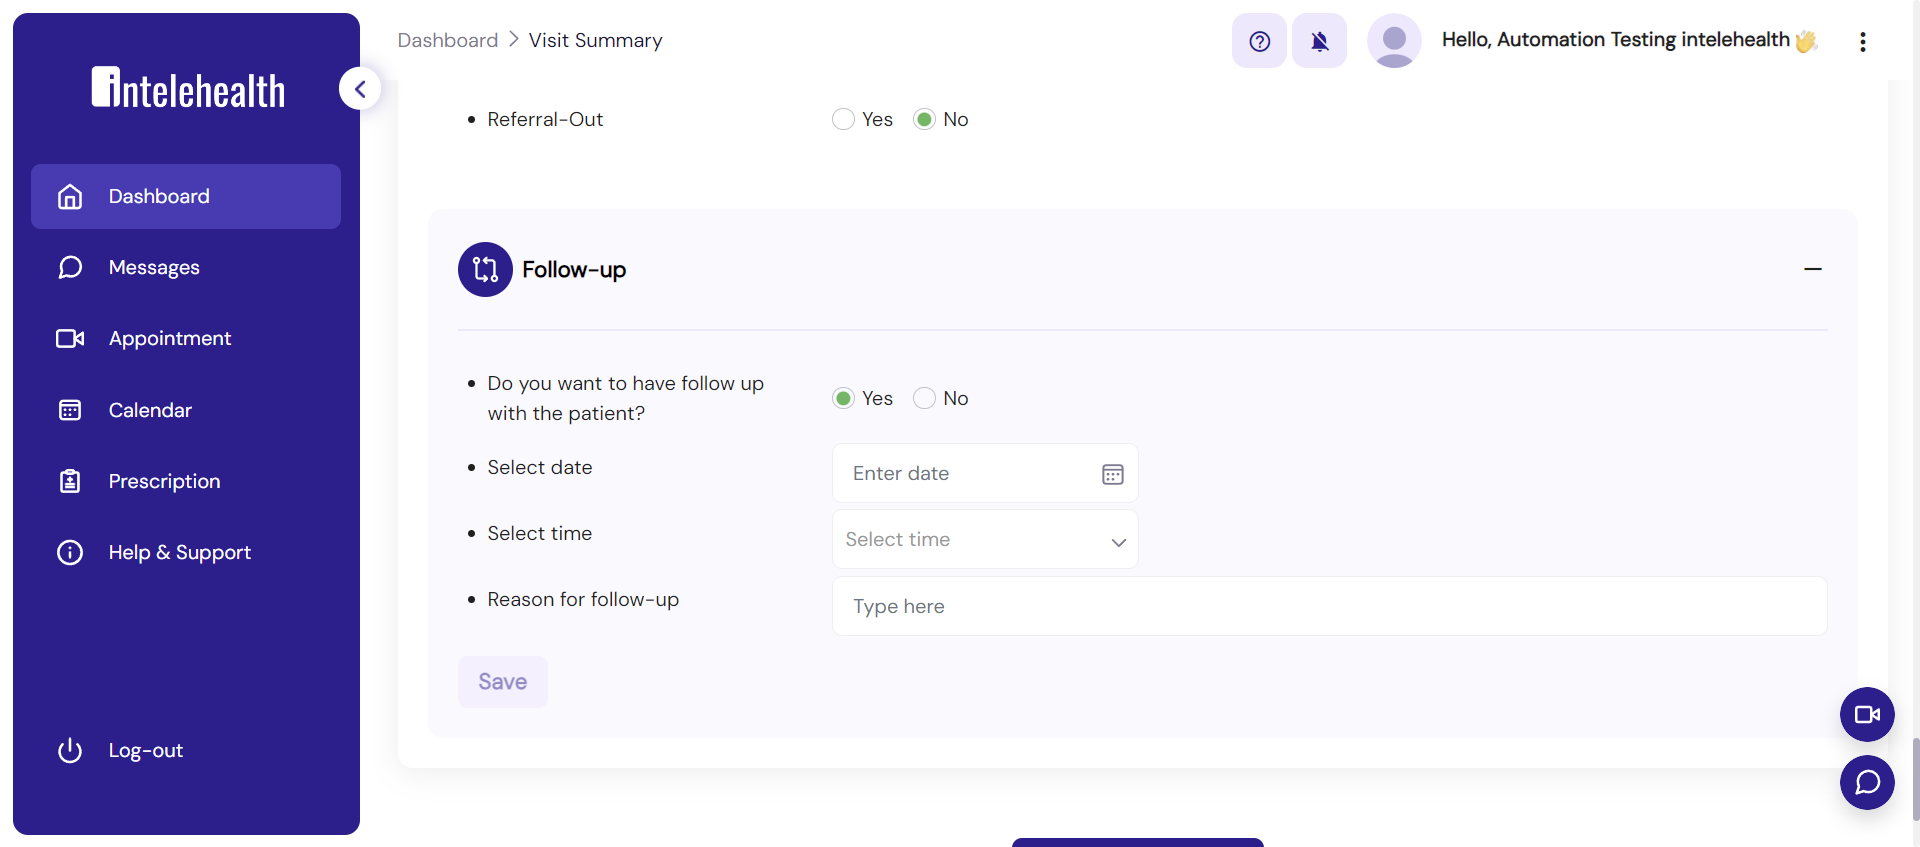 intelehealth
Dashboard
Messages
Appointment
Calendar
Prescription
Help & Support
Log-out
Dashboard > Visit Summary
Hello, Automation Testing intelehealth 👋
Referral-Out Yes No
Follow-up
Do you want to have follow up
with the patient? Yes No
Select date Enter date
Select time Select time
Reason for follow-up Type here
Save